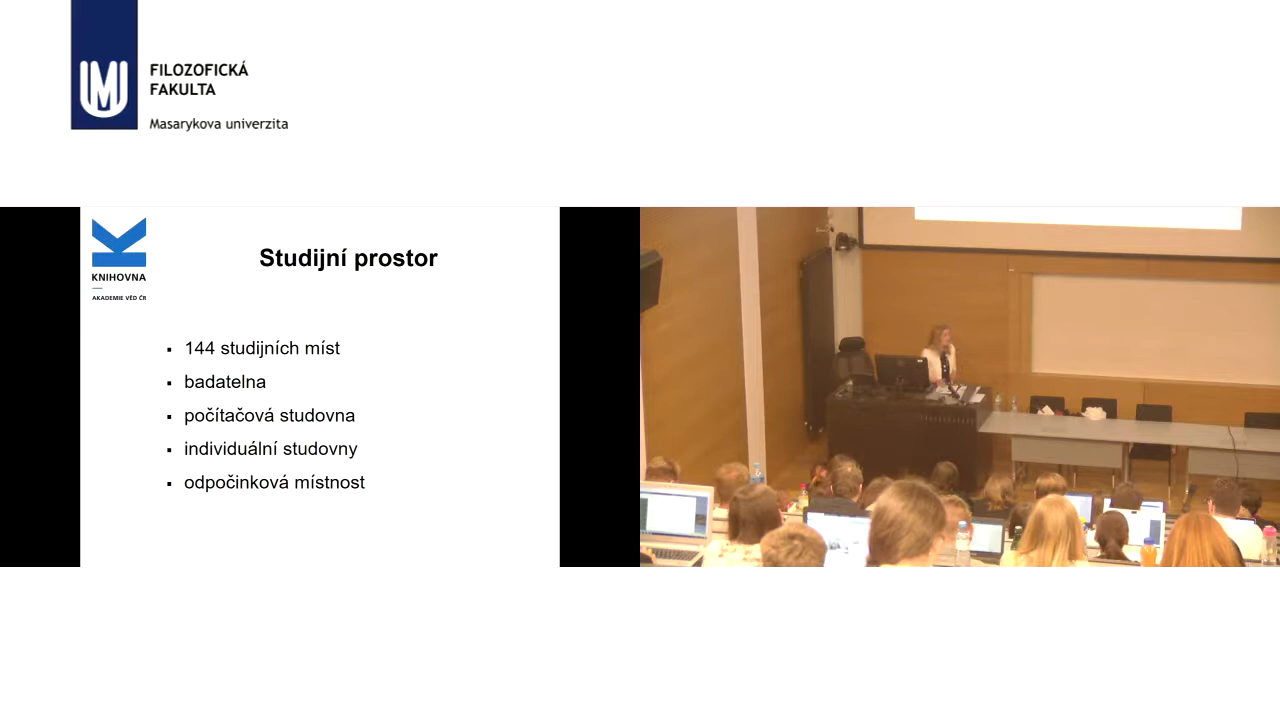 FILOZOFICKÁ
FAKULTA
Masarykova univerzita
KNIHOVNA
AKADEMIE VĚD ČR
Studijní prostor
144 studijních míst
badatelna
počítačová studovna
individuální studovny
odpočinková místnost